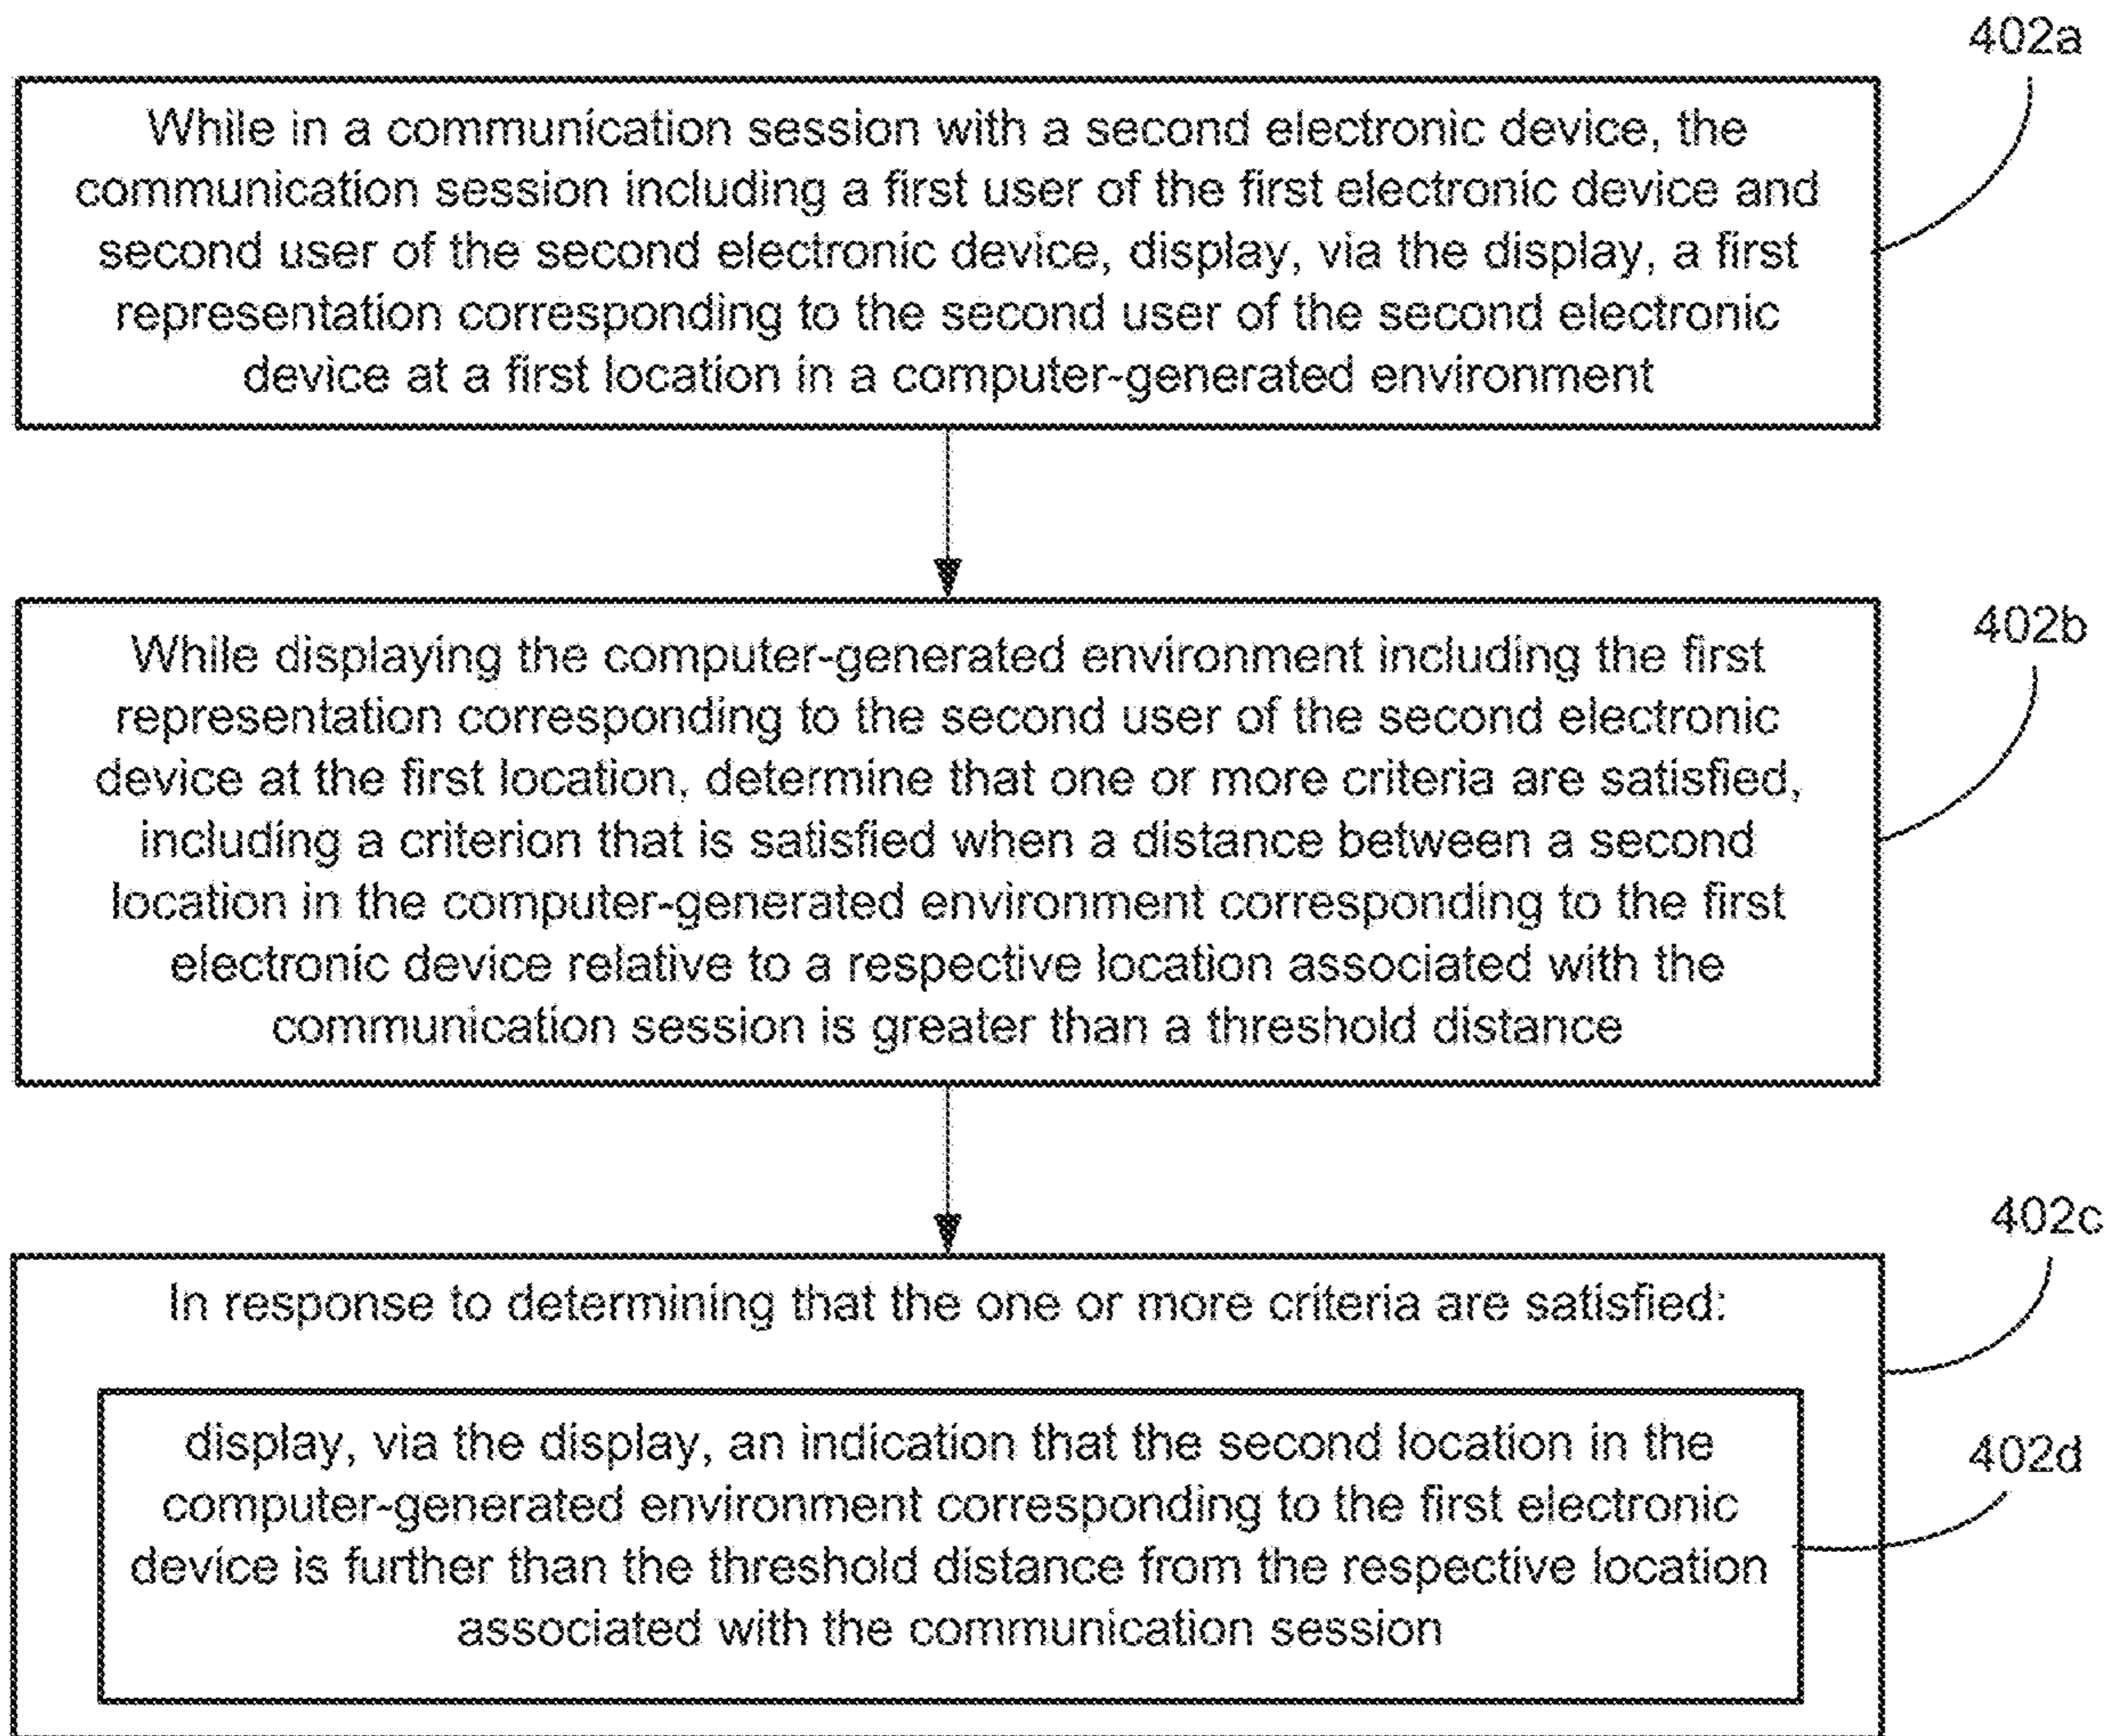 402a
While in a communication session with a second electronic device, the
communication session including a first user of the first electronic device and
second user of the second electronic device, display, via the display, a first
representation corresponding to the second user of the second electronic
device at a first location in a computer-generated environment
402b
While displaying the computer-generated environment including the first
representation corresponding to the second user of the second electronic
device at the first location, determine that one or more criteria are satisfied,
including a criterion that is satisfied when a distance between a second
location in the computer-generated environment corresponding to the first
electronic device relative to a respective location associated with the
communication session is greater than a threshold distance
402c
In response to determining that the one or more criteria are satisfied:
402d
display, via the display, an indication that the second location in the
computer-generated environment corresponding to the first electronic
device is further than the threshold distance from the respective location
associated with the communication session